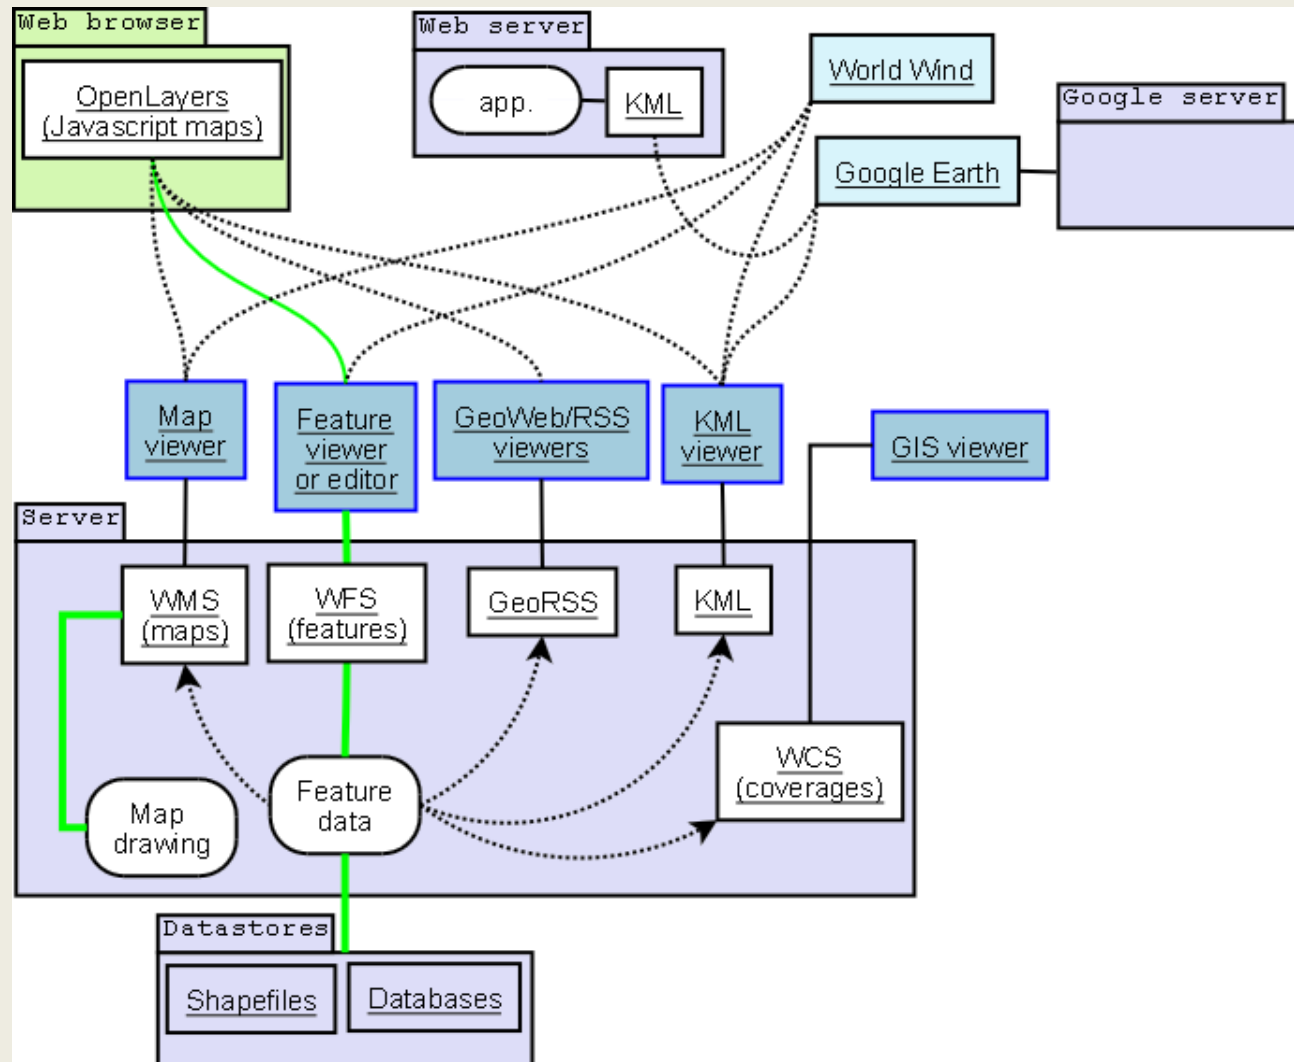 Web browser
OpenLayers
(Javascript maps)
Web server
app.
KML
World Wind
Google Earth
Google server
Map
viewer
Feature
viewer
or editor
GeoWeb/RSS
viewers
KML
viewer
GIS viewer
Server
WMS
(maps)
WFS
(features)
GeoRSS
KML
WCS
(coverages)
Map
drawing
Feature
data
Datastores
Shapefiles
Databases